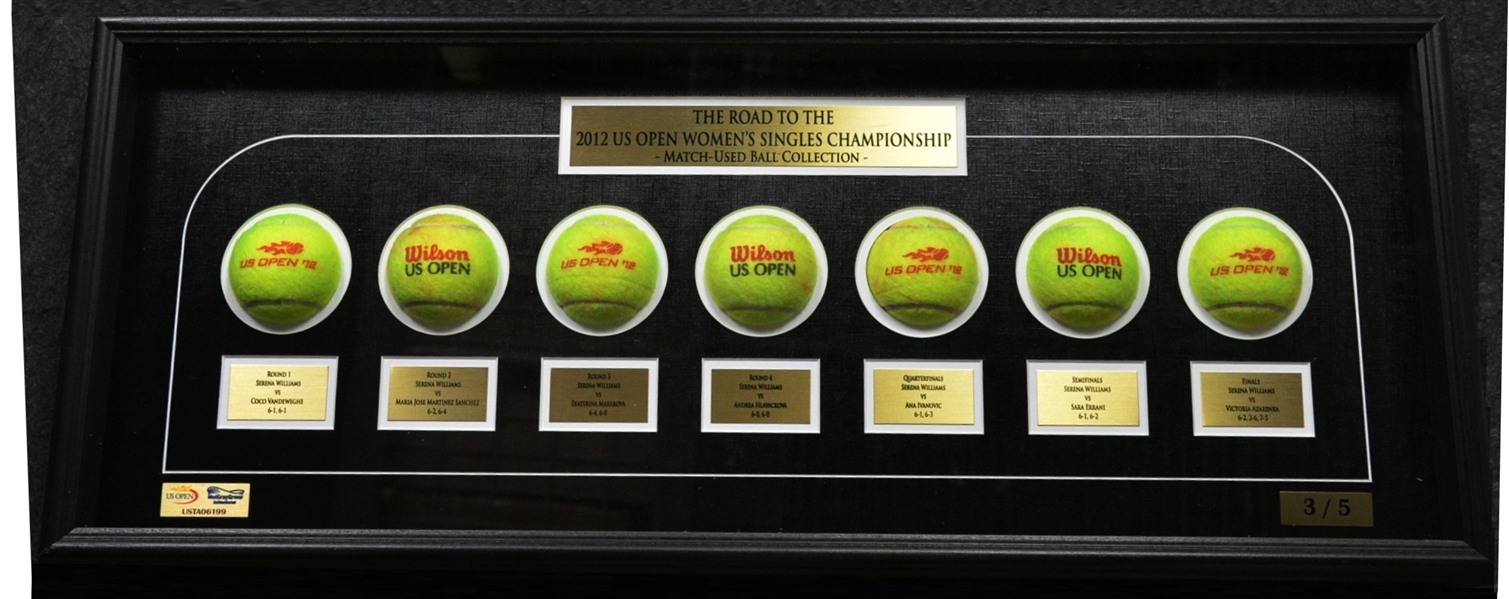 THE ROAD TO THE
2012 US OPEN WOMEN'S SINGLES CHAMPIONSHIP
- MATCH-USED BALL COLLECTION -
US OPEN '12
Wilson
US OPEN
US OPEN '12
Wilson
US OPEN
US OPEN '12
Wilson
US OPEN
US OPEN '12
ROUND 1
SERENA WILLIAMS
VS
COCO VANDEWEGHE
6-1, 6-1
ROUND 2
SERENA WILLIAMS
VS
MARIA JOSE MARTINEZ SANCHEZ
6-2, 6-4
ROUND 3
SERENA WILLIAMS
VS
EKATERINA MAKAROVA
6-4, 6-0
ROUND 4
SERENA WILLIAMS
VS
ANDREA HLAVACKOVA
6-0, 6-0
QUARTERFINALS
SERENA WILLIAMS
VS
ANA IVANOVIC
6-1, 6-3
SEMIFINALS
SERENA WILLIAMS
VS
SARA ERRANI
6-1, 6-2
FINALS
SERENA WILLIAMS
VS
VICTORIA AZARENKA
6-2, 2-6, 7-5
US OPEN
USTA06199
3 / 5